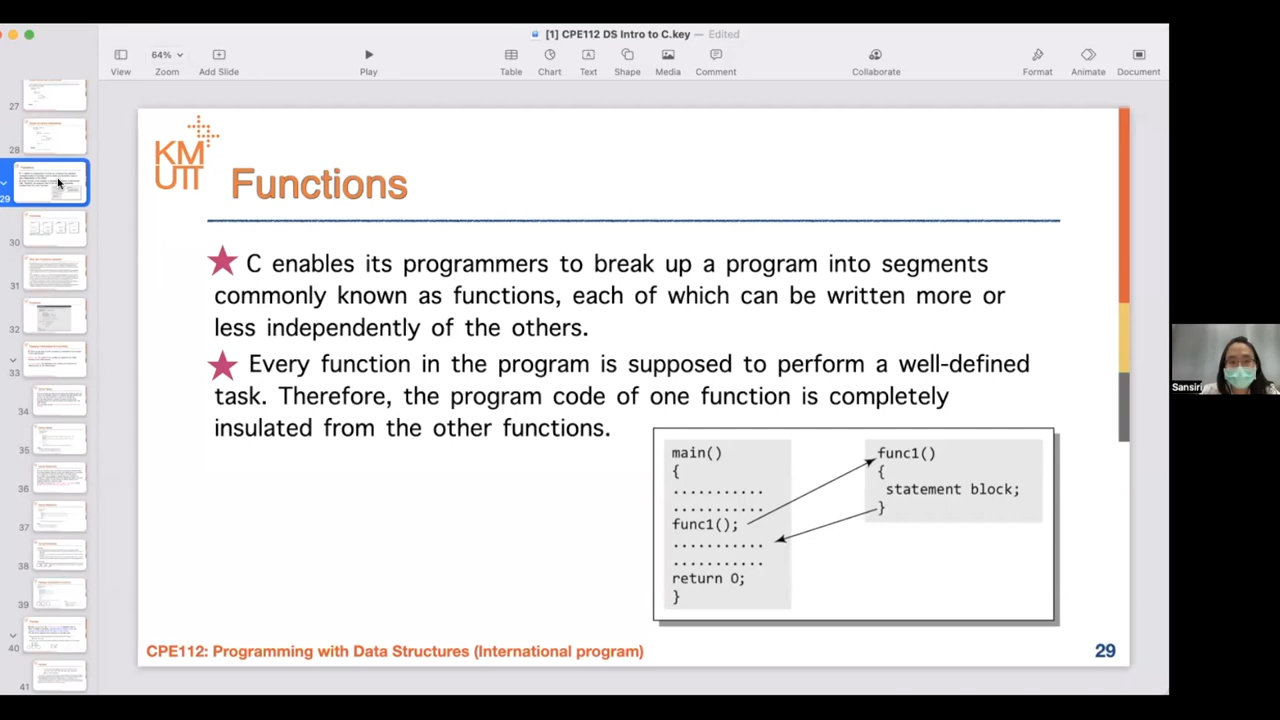 [1] CPE112 DS Intro to C.key — Edited
64%
View
Zoom
Add Slide
Play
Table
Chart
Text
Shape
Media
Comment
Collaborate
Format
Animate
Document
27
28
29
30
31
32
33
34
35
36
37
38
39
40
41
KM
UTT
Functions
C enables its programmers to break up a program into segments
commonly known as functions, each of which can be written more or
less independently of the others.
Every function in the program is supposed to perform a well-defined
task. Therefore, the program code of one function is completely
insulated from the other functions.
main()
{
...........
...........
func1();
...........
...........
return 0;
}
func1()
{
statement block;
}
CPE112: Programming with Data Structures (International program)
29
Sansiri